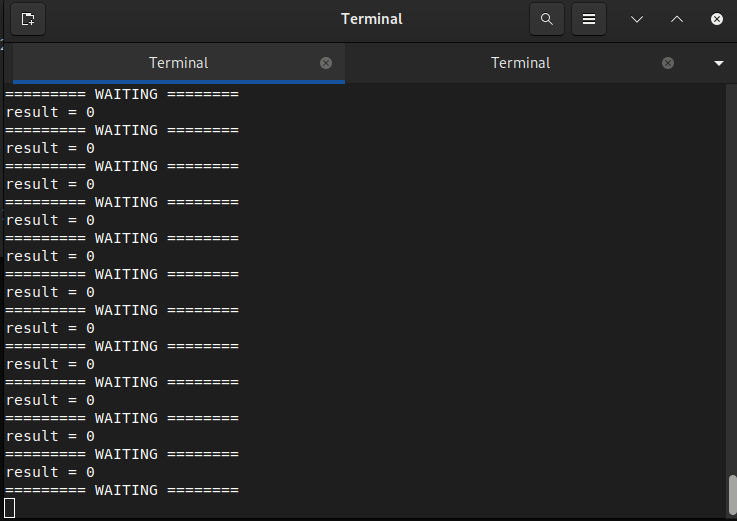 Terminal
Terminal Terminal
========= WAITING ========
result = 0
========= WAITING ========
result = 0
========= WAITING ========
result = 0
========= WAITING ========
result = 0
========= WAITING ========
result = 0
========= WAITING ========
result = 0
========= WAITING ========
result = 0
========= WAITING ========
result = 0
========= WAITING ========
result = 0
========= WAITING ========
result = 0
========= WAITING ========
result = 0
========= WAITING ========